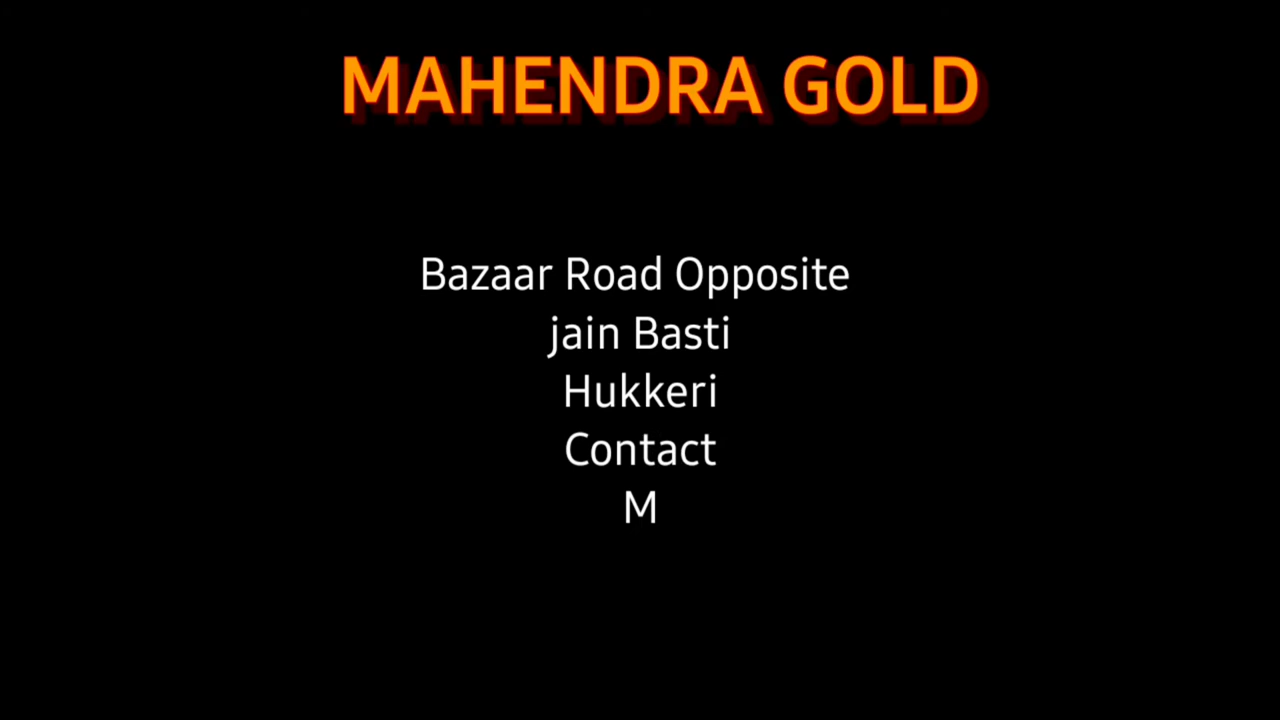 MAHENDRA GOLD
Bazaar Road Opposite
jain Basti
Hukkeri
Contact
M